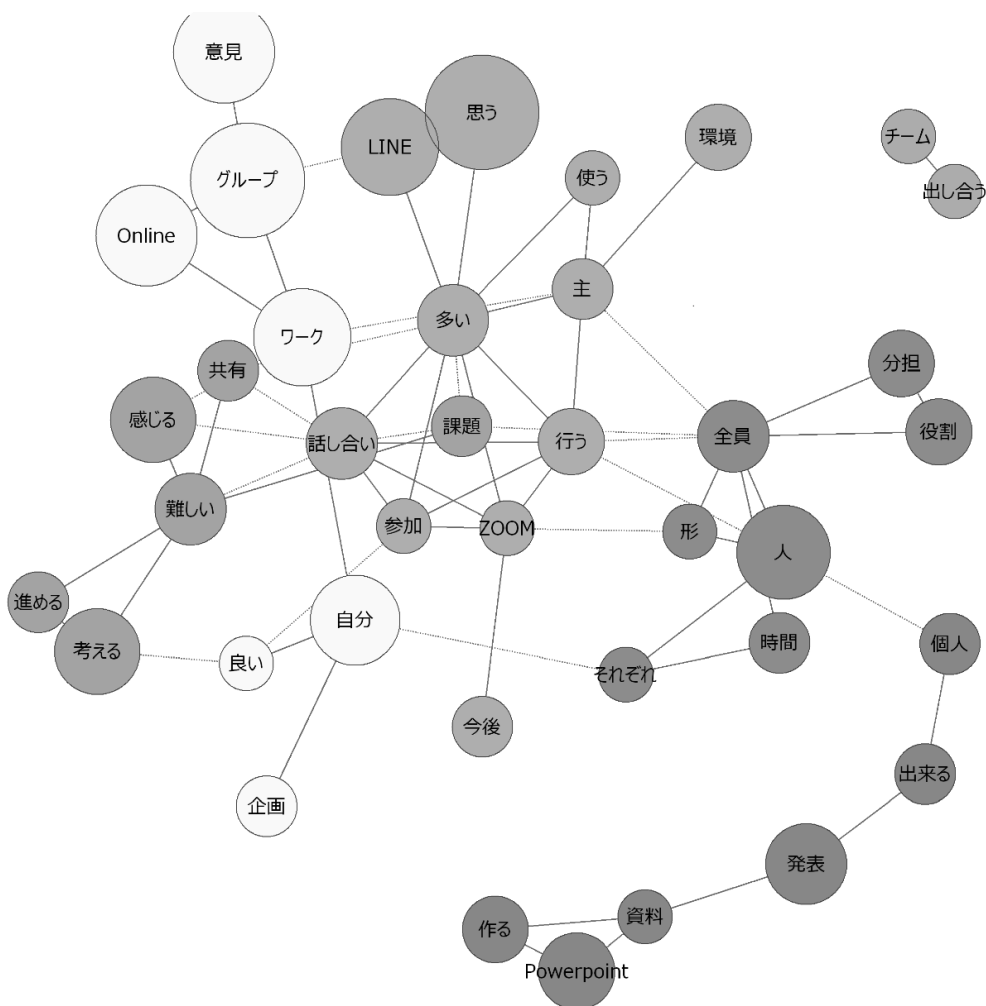 意見
思う
LINE
環境
チーム
グループ
使う
出し合う
Online
主
多い
ワーク
分担
共有
感じる
課題
全員
役割
話し合い
行う
難しい
参加
ZOOM
形
人
進める
自分
考える
良い
時間
個人
それぞれ
今後
出来る
企画
発表
資料
作る
Powerpoint